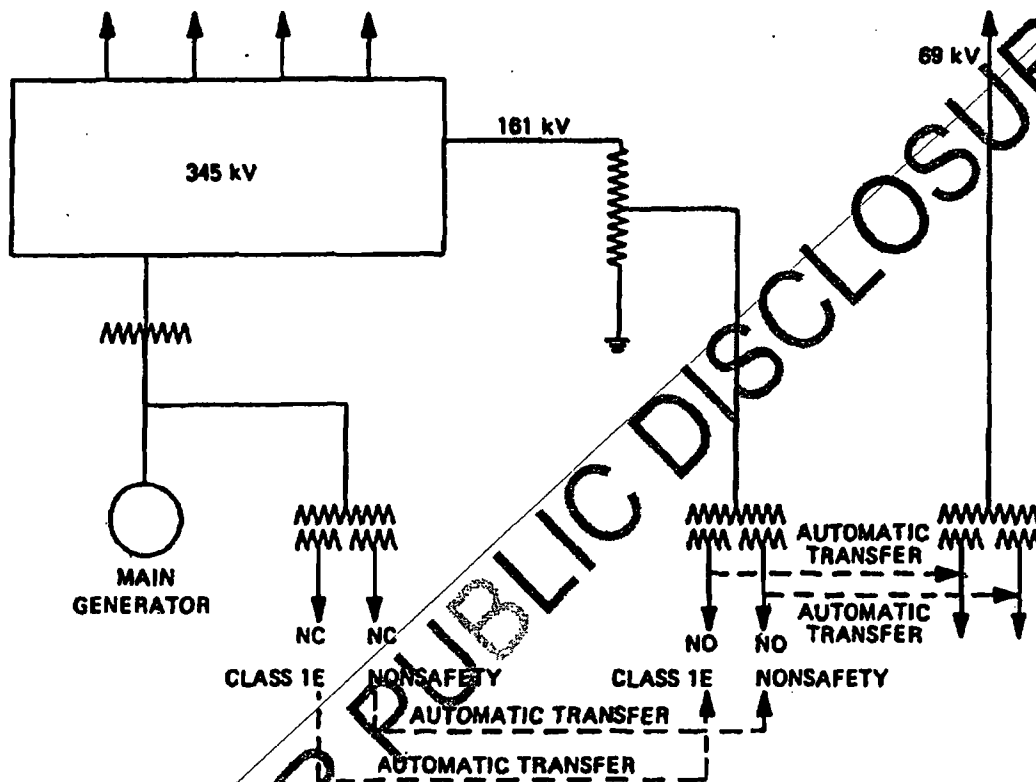 69 kV
161 kV
345 kV
AUTOMATIC
TRANSFER
AUTOMATIC
TRANSFER
MAIN
GENERATOR
NC NC
NO NO
CLASS 1E NONSAFETY
CLASS 1E NONSAFETY
AUTOMATIC TRANSFER
AUTOMATIC TRANSFER
PUBLIC DISCLOSUR